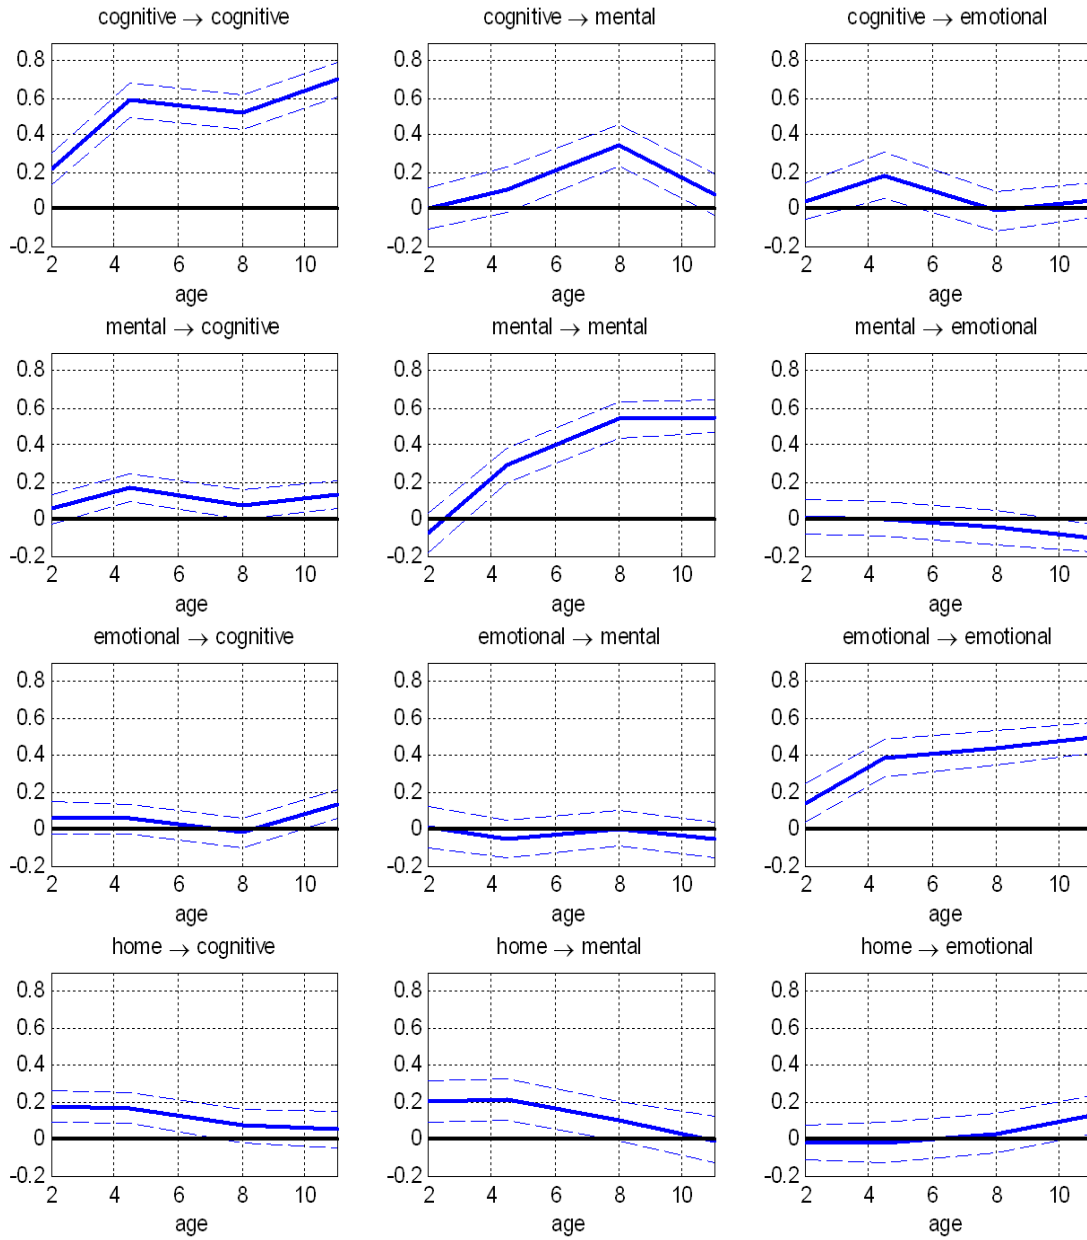 cognitive → cognitive
cognitive → mental
cognitive → emotional
0.8 0.8 0.8
0.6 0.6 0.6
0.4 0.4 0.4
0.2 0.2 0.2
0 0 0
-0.2 -0.2 -0.2
2 4 6 8 10 2 4 6 8 10 2 4 6 8 10
age age age
mental → cognitive
mental → mental
mental → emotional
0.8 0.8 0.8
0.6 0.6 0.6
0.4 0.4 0.4
0.2 0.2 0.2
0 0 0
-0.2 -0.2 -0.2
2 4 6 8 10 2 4 6 8 10 2 4 6 8 10
age age age
emotional → cognitive
emotional → mental
emotional → emotional
0.8 0.8 0.8
0.6 0.6 0.6
0.4 0.4 0.4
0.2 0.2 0.2
0 0 0
-0.2 -0.2 -0.2
2 4 6 8 10 2 4 6 8 10 2 4 6 8 10
age age age
home → cognitive
home → mental
home → emotional
0.8 0.8 0.8
0.6 0.6 0.6
0.4 0.4 0.4
0.2 0.2 0.2
0 0 0
-0.2 -0.2 -0.2
2 4 6 8 10 2 4 6 8 10 2 4 6 8 10
age age age